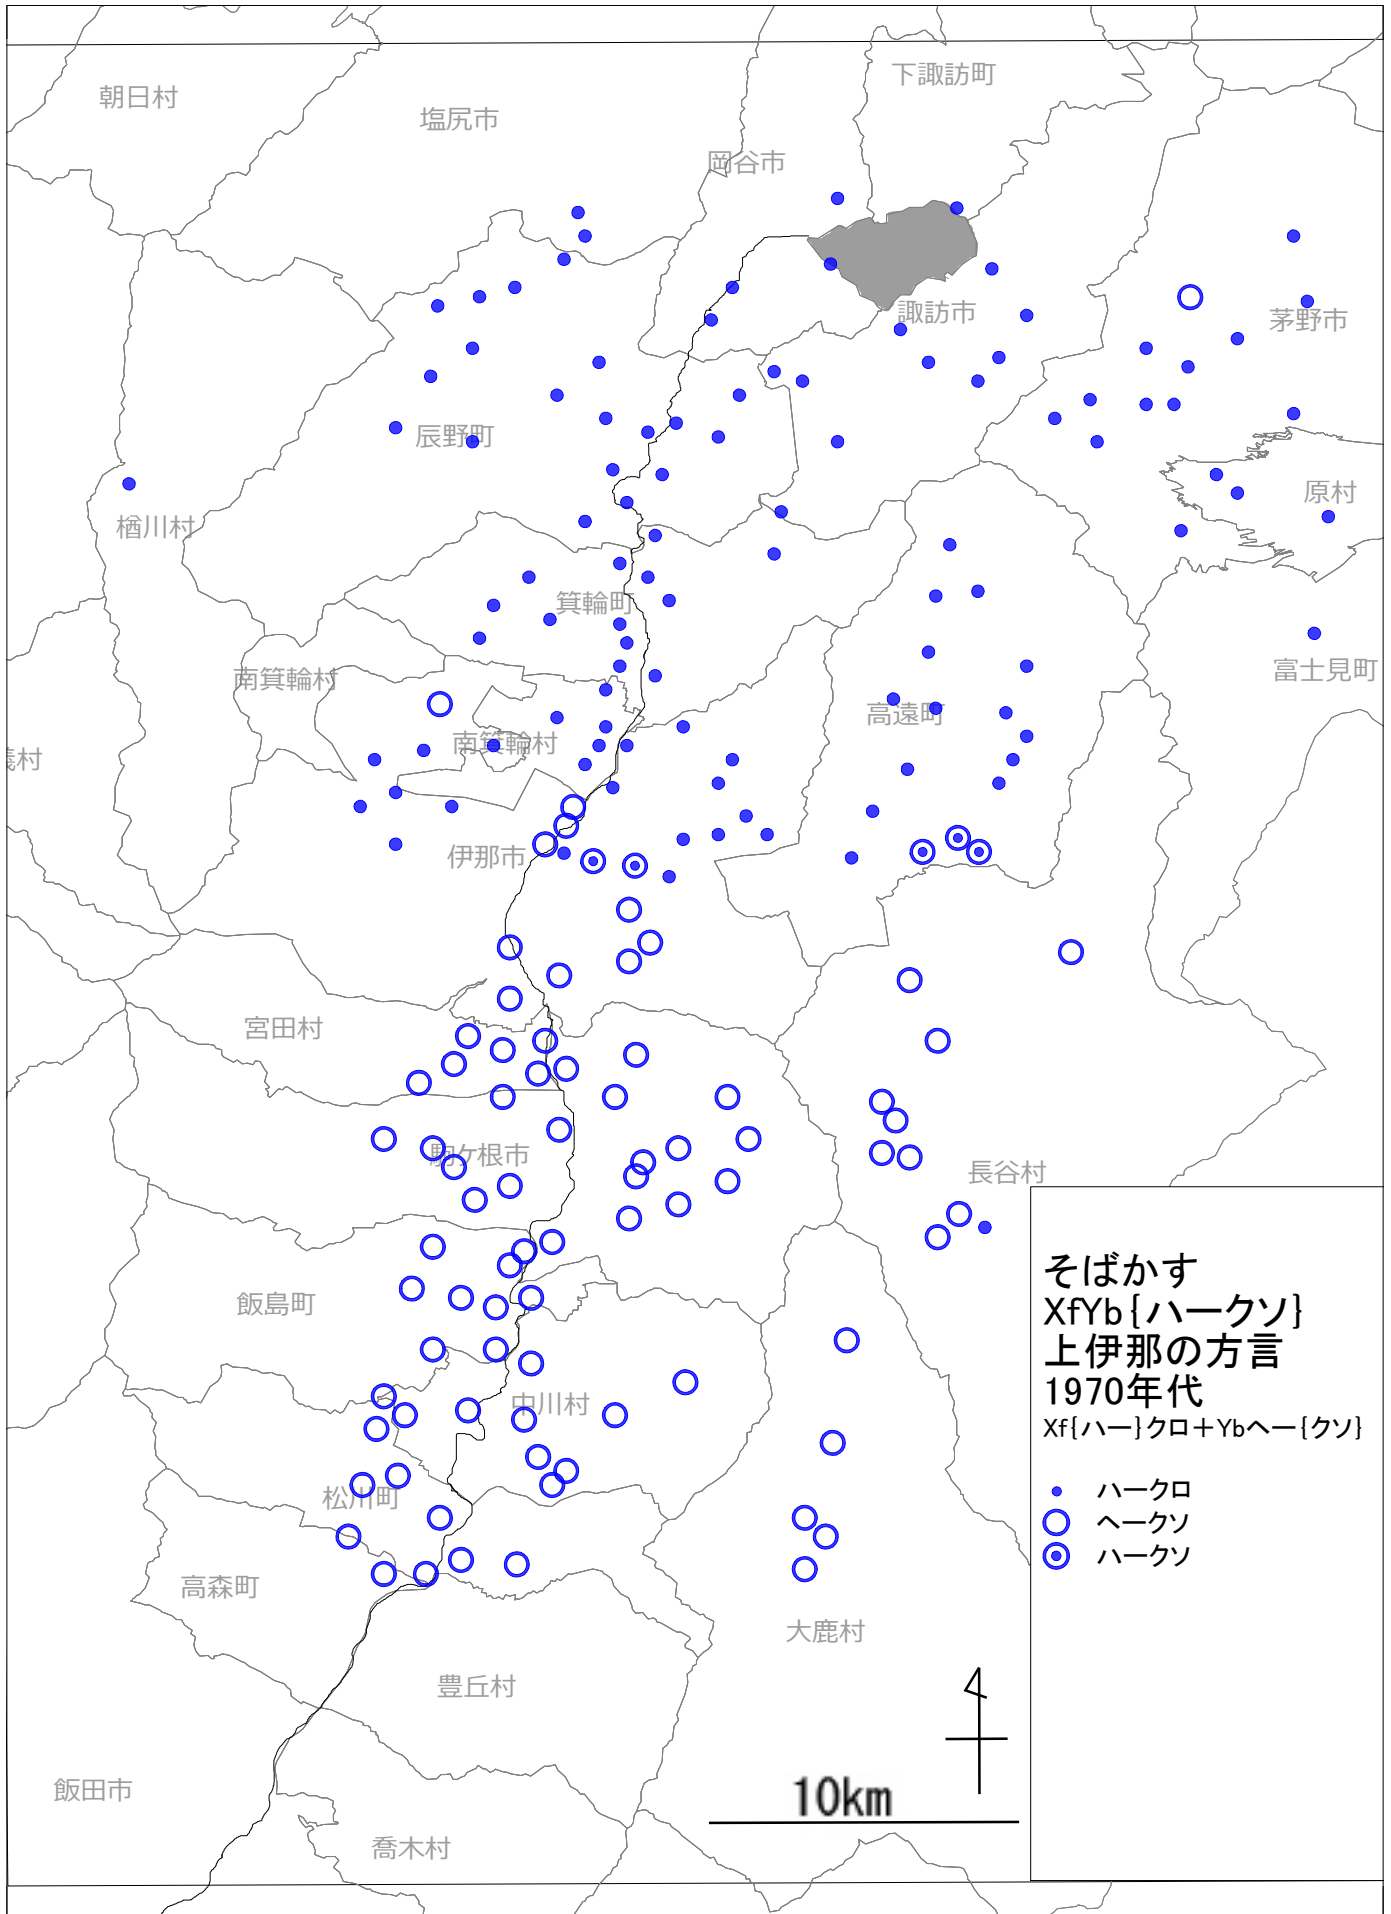 下諏訪町
朝日村
塩尻市
岡谷市
諏訪市
茅野市
辰野町
原村
楢川村
箕輪町
南箕輪村
富士見町
高遠町
南箕輪村
義村
伊那市
宮田村
駒ケ根市
長谷村
飯島町
中川村
松川町
高森町
大鹿村
豊丘村
飯田市
喬木村
10km
そばかす
XfYb{ハークソ}
上伊那の方言
1970年代
Xf{ハー}クロ＋Ybヘー{クソ}
ハークロ
ヘークソ
ハークソ